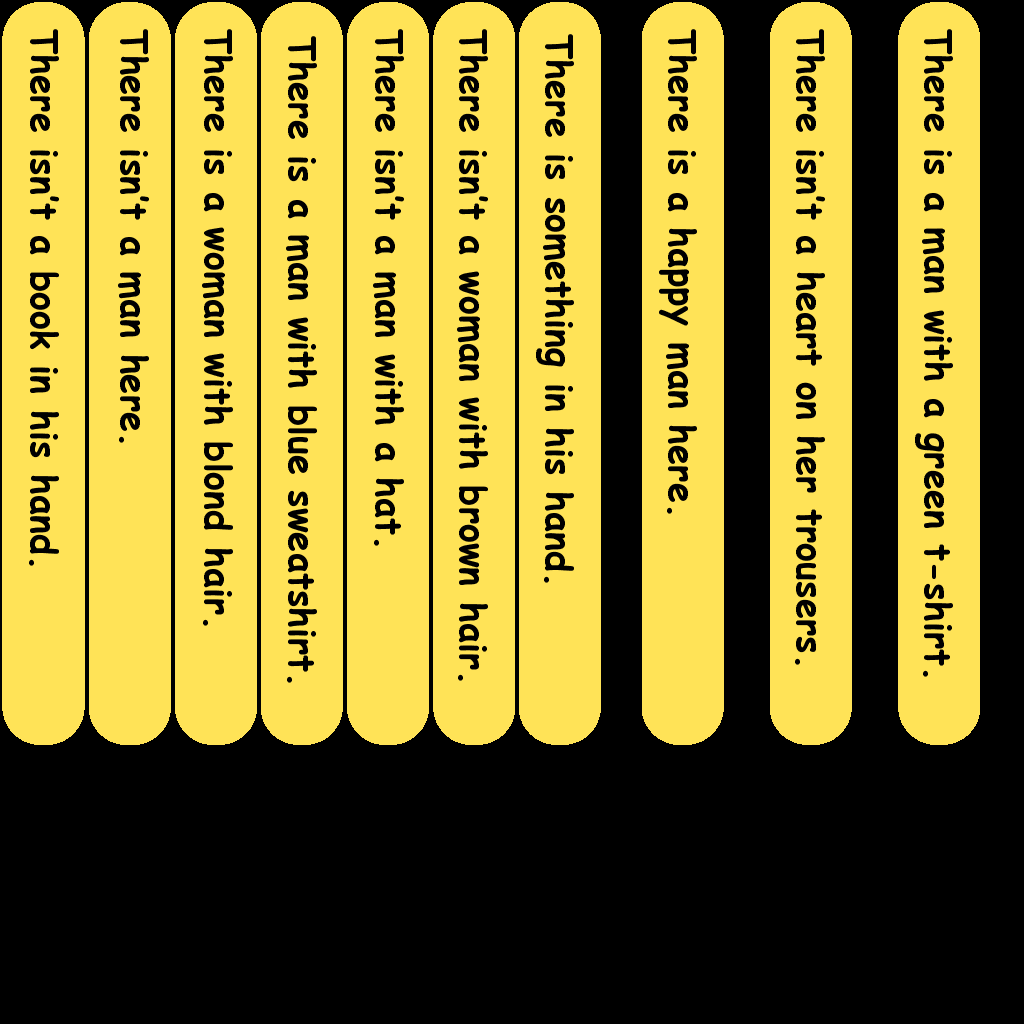 There isn't a book in his hand.
There isn't a man here.
There is a woman with blond hair.
There is a man with blue sweatshirt.
There isn't a man with a hat.
There isn't a woman with brown hair.
There is something in his hand.
There is a happy man here.
There isn't a heart on her trousers.
There is a man with a green t-shirt.